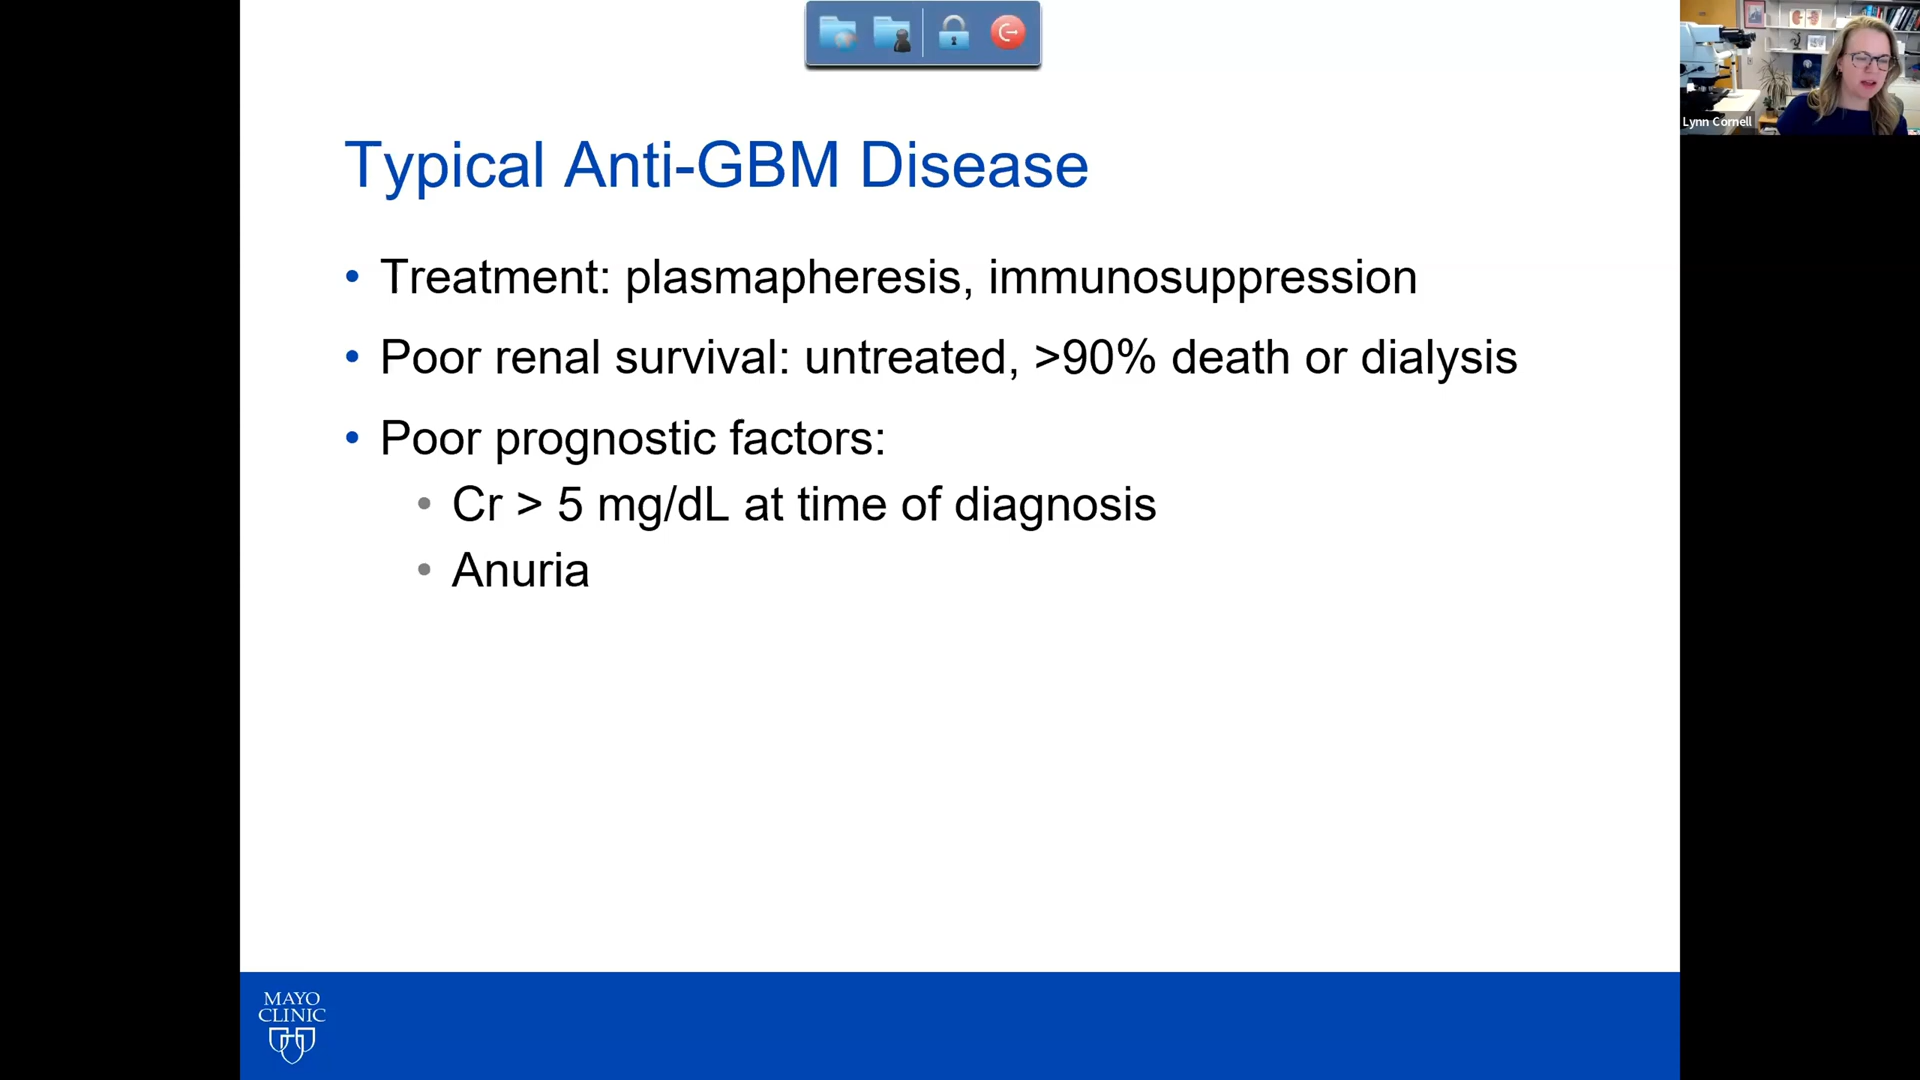 Lynn Cornell
Typical Anti-GBM Disease
• Treatment: plasmapheresis, immunosuppression
• Poor renal survival: untreated, >90% death or dialysis
• Poor prognostic factors:
• Cr > 5 mg/dL at time of diagnosis
• Anuria
MAYO
CLINIC